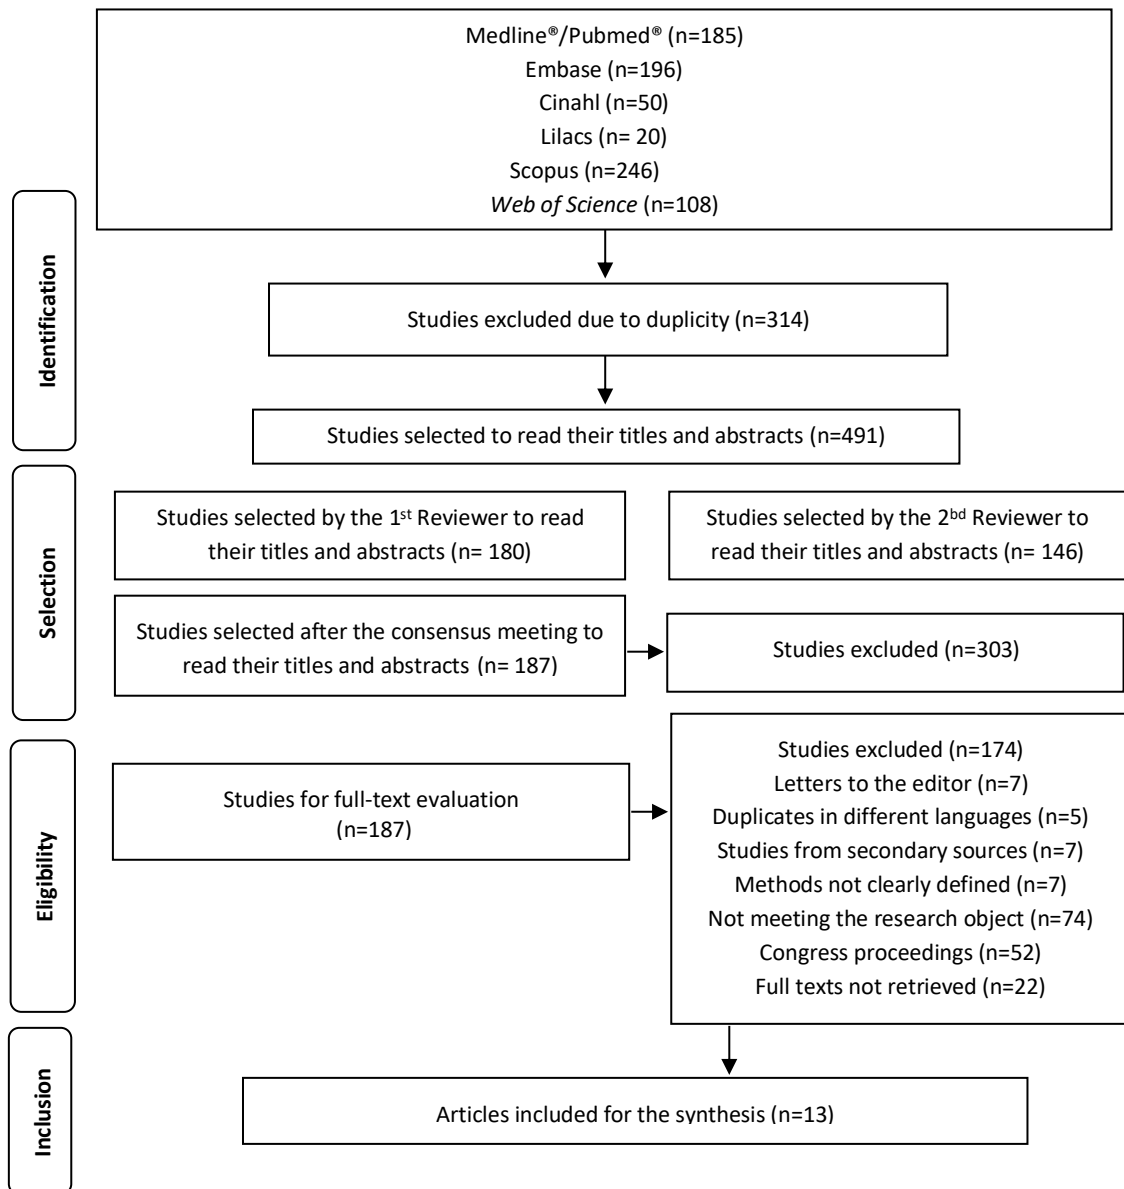 Medline®/Pubmed® (n=185)
Embase (n=196)
Cinahl (n=50)
Lilacs (n= 20)
Scopus (n=246)
Web of Science (n=108)
Identification
Studies excluded due to duplicity (n=314)
Studies selected to read their titles and abstracts (n=491)
Selection
Studies selected by the 1st Reviewer to read
their titles and abstracts (n= 180)
Studies selected by the 2bd Reviewer to
read their titles and abstracts (n= 146)
Studies selected after the consensus meeting to
read their titles and abstracts (n= 187)
Studies excluded (n=303)
Eligibility
Studies for full-text evaluation
(n=187)
Studies excluded (n=174)
Letters to the editor (n=7)
Duplicates in different languages (n=5)
Studies from secondary sources (n=7)
Methods not clearly defined (n=7)
Not meeting the research object (n=74)
Congress proceedings (n=52)
Full texts not retrieved (n=22)
Inclusion
Articles included for the synthesis (n=13)